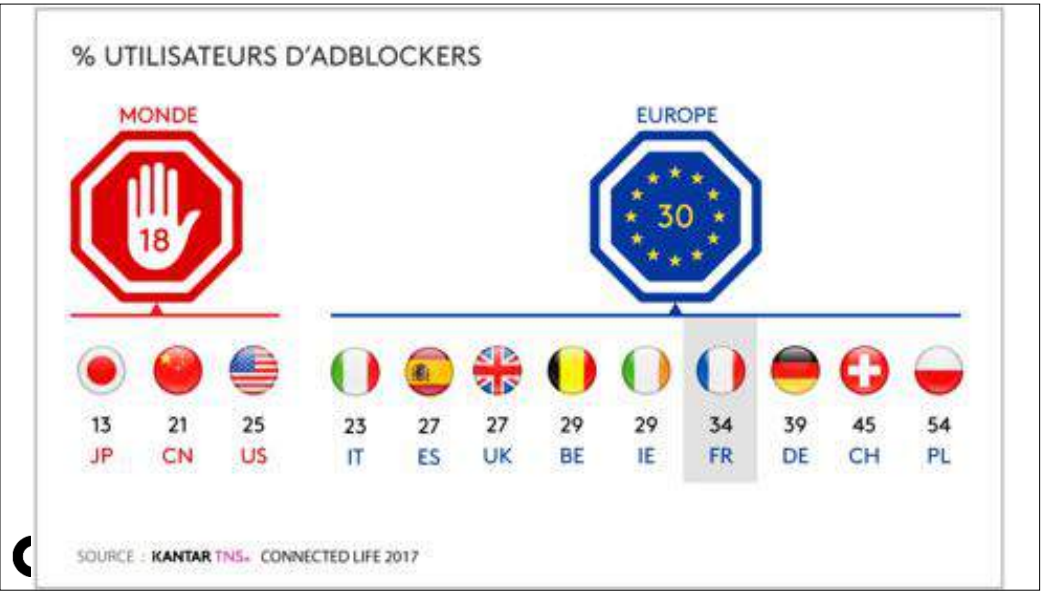 % UTILISATEURS D'ADBLOCKERS
MONDE
EUROPE
18
30
13 21 25 23 27 27 29 29 34 39 45 54
JP CN US IT ES UK BE IE FR DE CH PL
SOURCE : KANTAR TNS. CONNECTED LIFE 2017